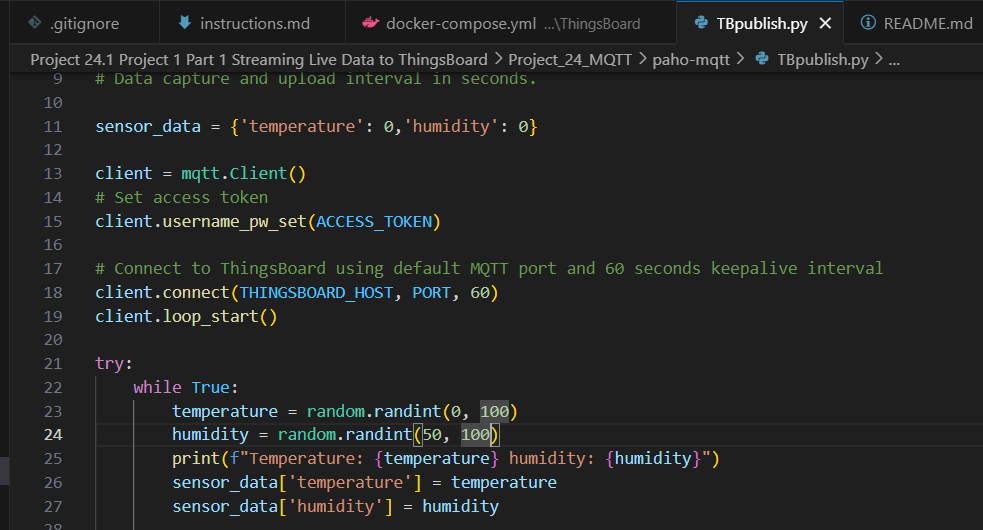 .gitignore instructions.md docker-compose.yml ...\ThingsBoard TBpublish.py README.md
Project 24.1 Project 1 Part 1 Streaming Live Data to ThingsBoard > Project_24_MQTT > paho-mqtt > TBpublish.py > ...
9 # Data capture and upload interval in seconds.
10
11 sensor_data = {'temperature': 0,'humidity': 0}
12
13 client = mqtt.Client()
14 # Set access token
15 client.username_pw_set(ACCESS_TOKEN)
16
17 # Connect to ThingsBoard using default MQTT port and 60 seconds keepalive interval
18 client.connect(THINGSBOARD_HOST, PORT, 60)
19 client.loop_start()
20
21 try:
22     while True:
23         temperature = random.randint(0, 100)
24         humidity = random.randint(50, 100)
25         print(f"Temperature: {temperature} humidity: {humidity}")
26         sensor_data['temperature'] = temperature
27         sensor_data['humidity'] = humidity
28